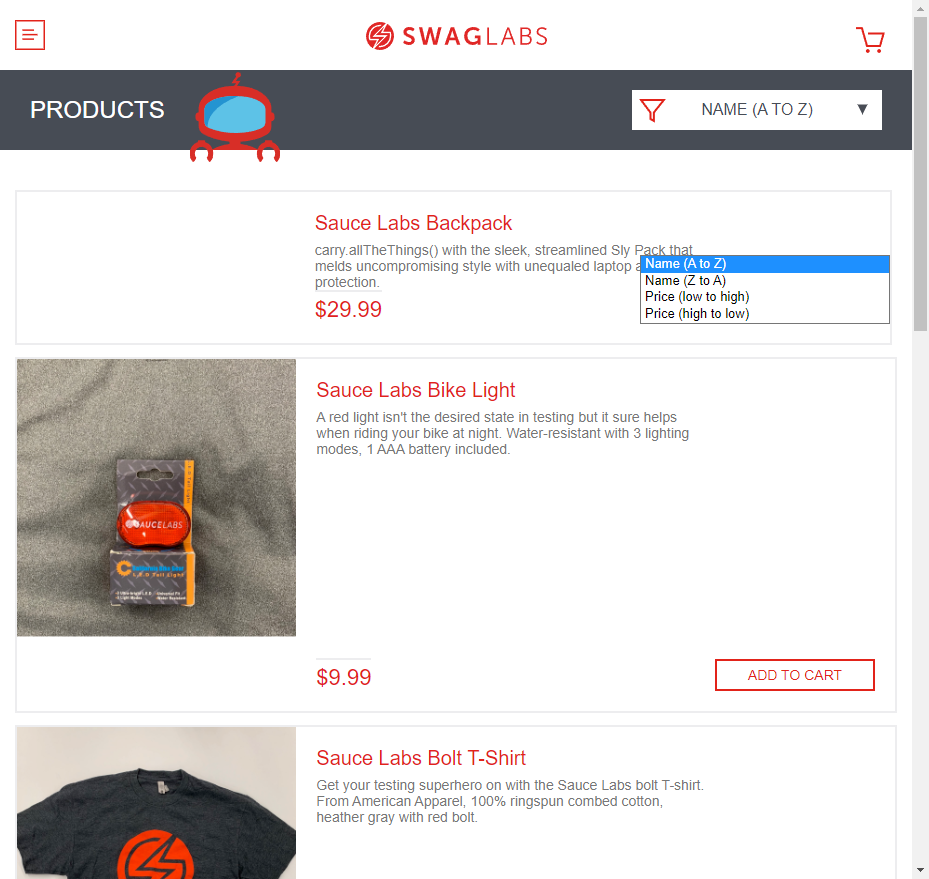 SWAGLABS
PRODUCTS
NAME (A TO Z)
Sauce Labs Backpack
carry.allTheThings() with the sleek, streamlined Sly Pack that
melds uncompromising style with unequaled laptop a
protection.
$29.99
Name (A to Z)
Name (Z to A)
Price (low to high)
Price (high to low)
Sauce Labs Bike Light
A red light isn't the desired state in testing but it sure helps
when riding your bike at night. Water-resistant with 3 lighting
modes, 1 AAA battery included.
SAUCELABS
L.E.D Tail Light
$9.99
ADD TO CART
Sauce Labs Bolt T-Shirt
Get your testing superhero on with the Sauce Labs bolt T-shirt.
From American Apparel, 100% ringspun combed cotton,
heather gray with red bolt.